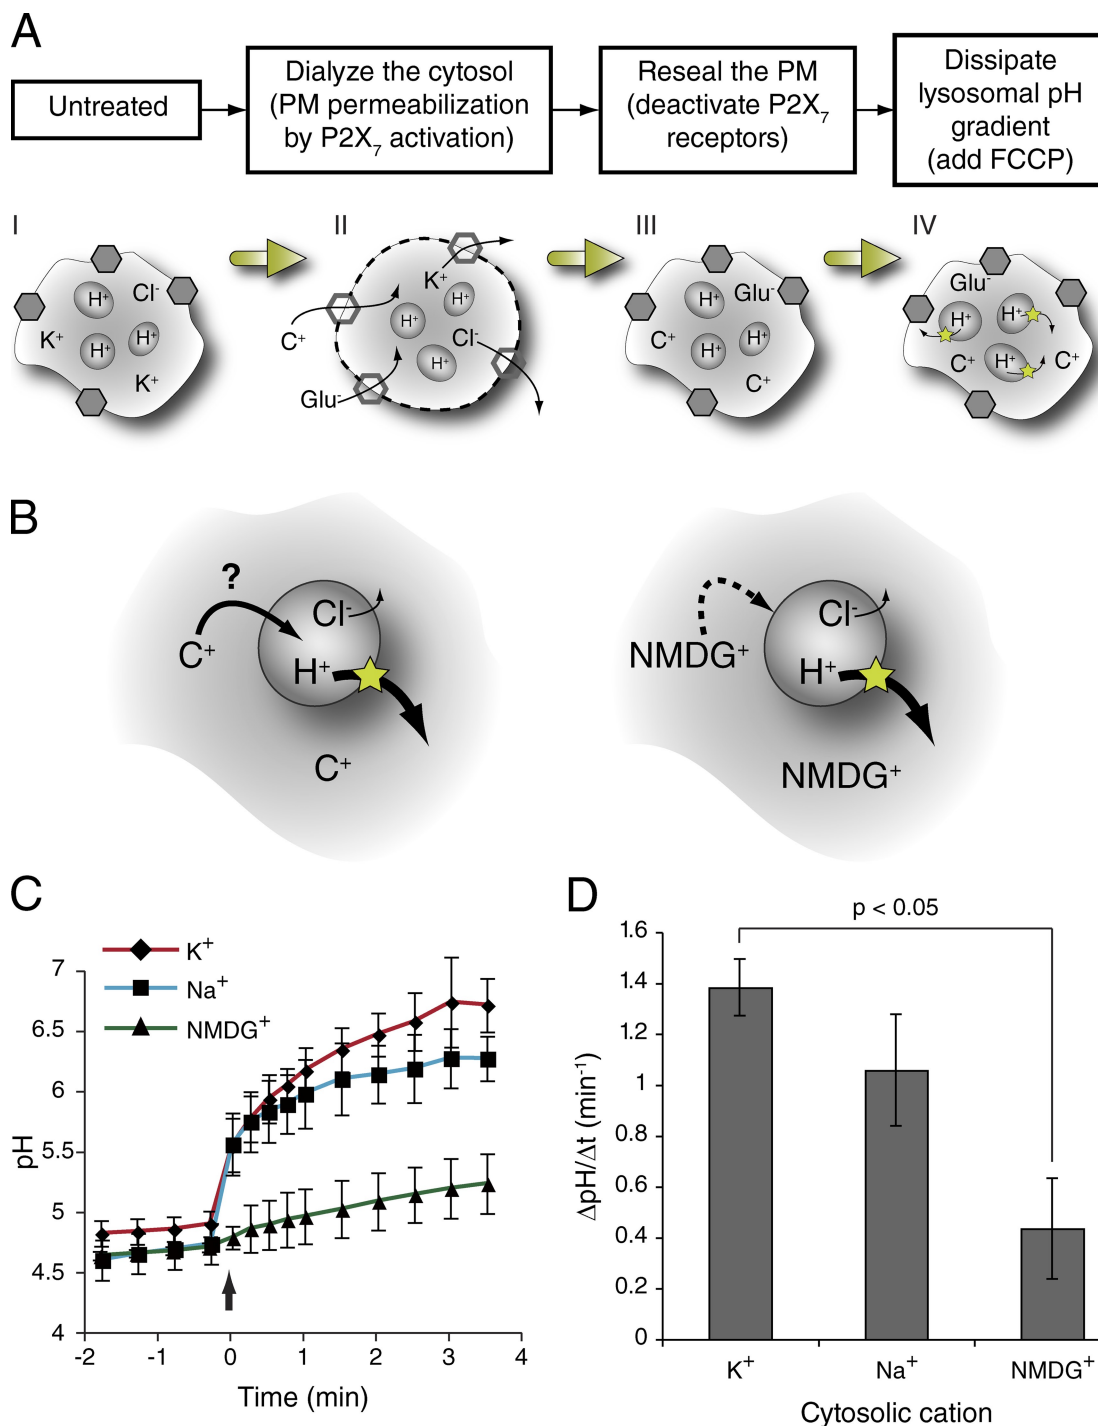 A
Untreated
Dialyze the cytosol
(PM permeabilization
by P2X7 activation)
Reseal the PM
(deactivate P2X7
receptors)
Dissipate
lysosomal pH
gradient
(add FCCP)
I
II
III
IV
H+
Cl-
K+
H+
H+
K+
K+
H+
H+
C+
Cl-
H+
Glu-
H+
Glu-
C+
H+
H+
C+
Glu-
H+
H+
C+
H+
C+
B
?
Cl-
C+
H+
C+
Cl-
NMDG+
H+
NMDG+
C
K+
Na+
NMDG+
7
6.5
6
5.5
5
4.5
4
pH
-2
-1
0
1
2
3
4
Time (min)
D
p < 0.05
1.6
1.4
1.2
1
0.8
0.6
0.4
0.2
0
ΔpH/Δt (min-1)
K+
Na+
NMDG+
Cytosolic cation